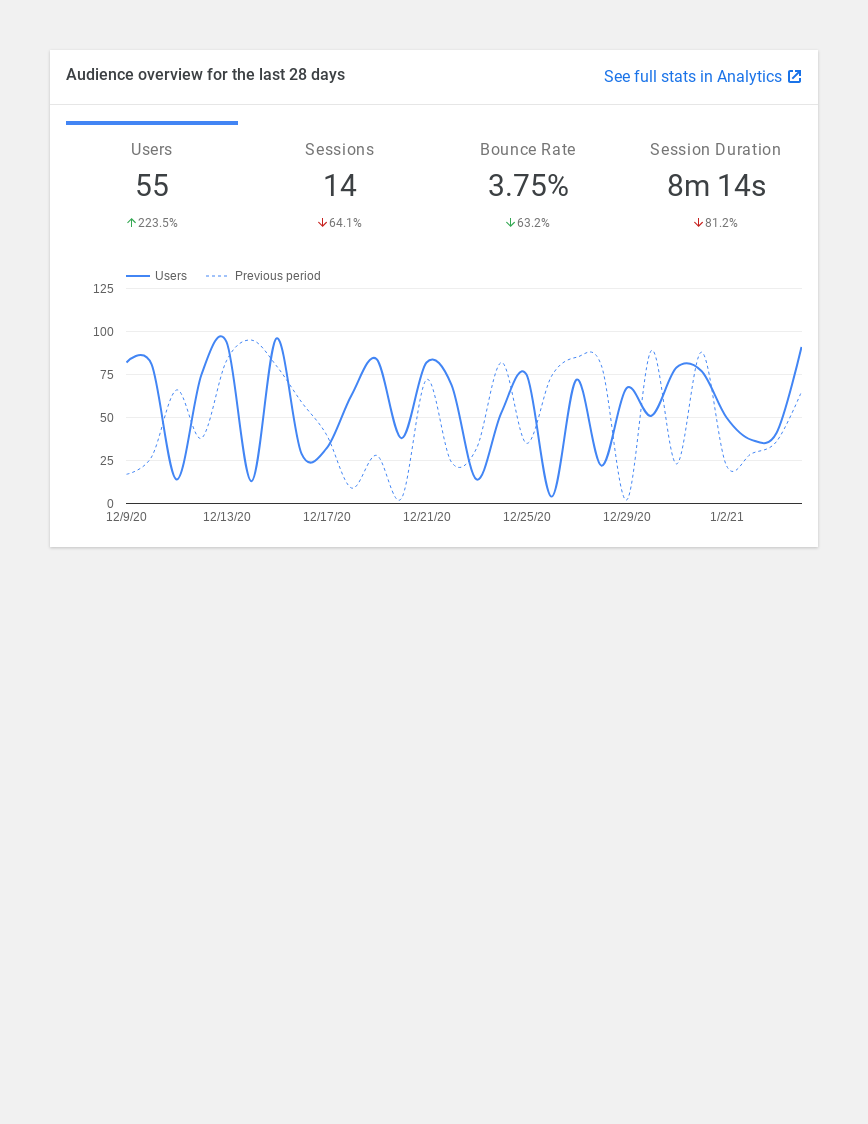 Audience overview for the last 28 days
See full stats in Analytics
Users
Sessions
Bounce Rate
Session Duration
55
14
3.75%
8m 14s
223.5%
64.1%
63.2%
81.2%
Users
Previous period
125
100
75
50
25
0
12/9/20
12/13/20
12/17/20
12/21/20
12/25/20
12/29/20
1/2/21